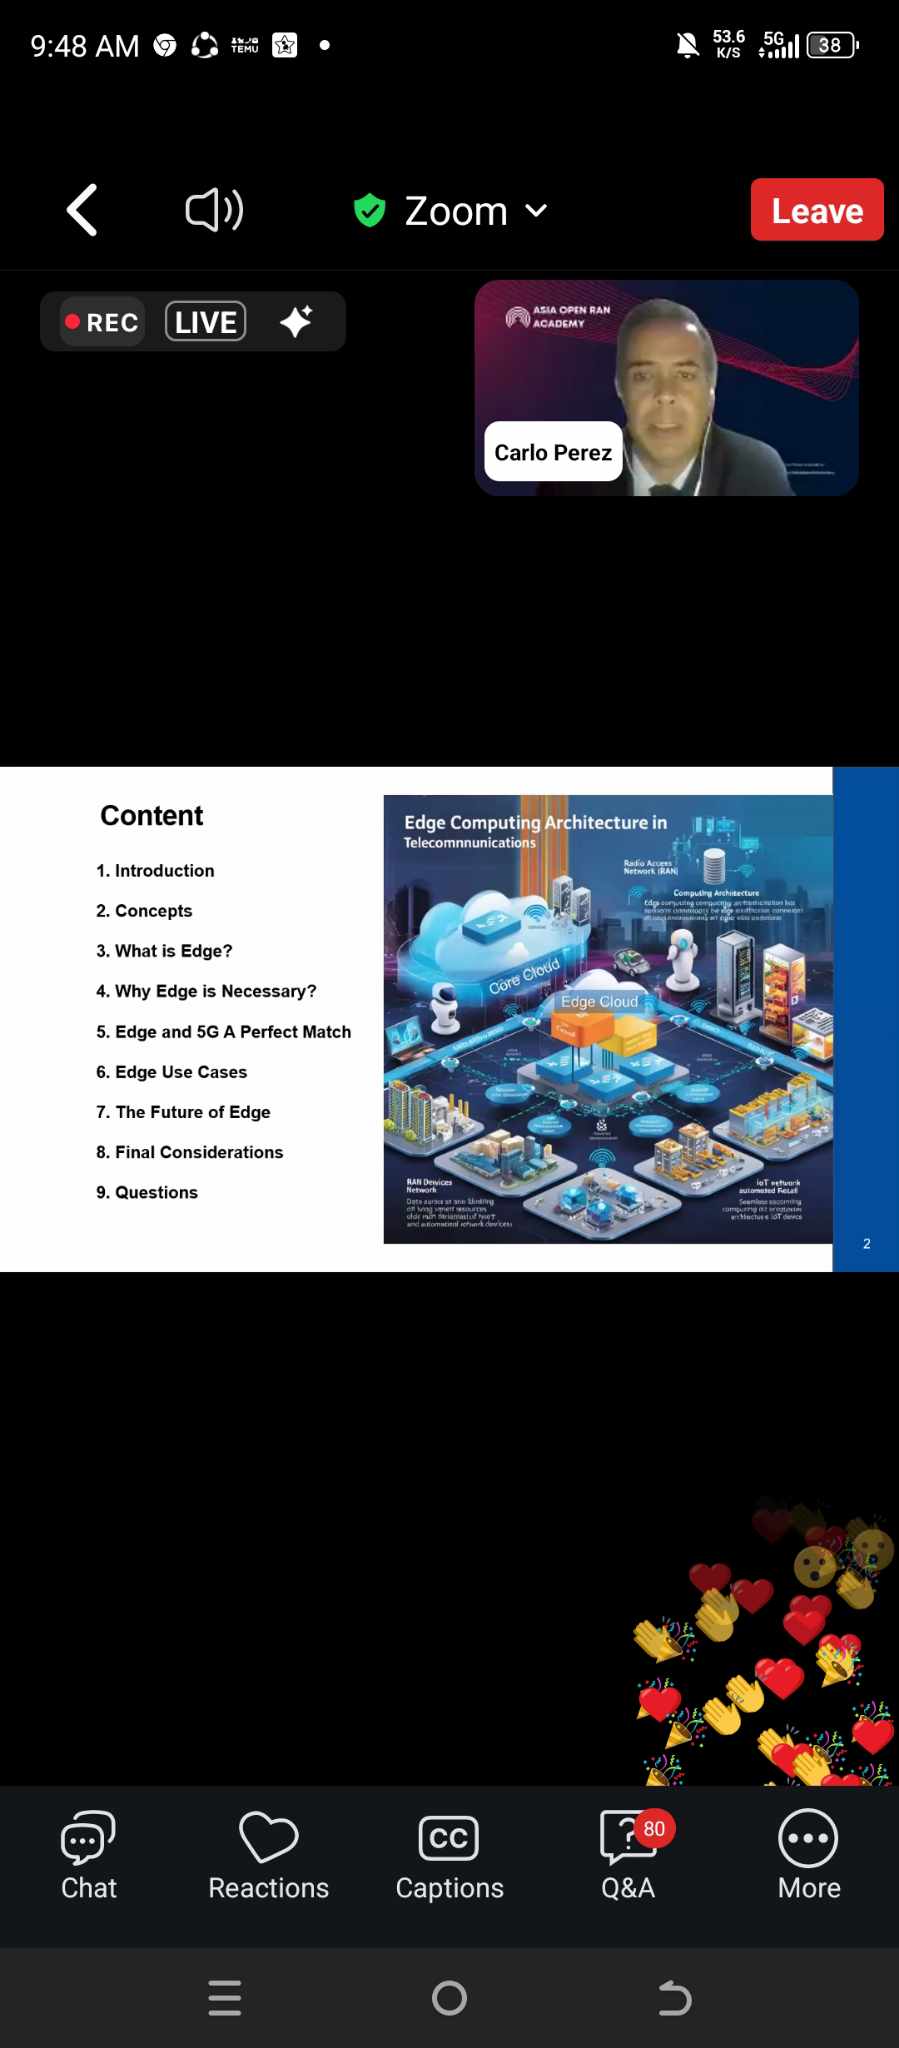 9:48 AM
TEMU
53.6
K/S
5G
38
Zoom
Leave
REC
LIVE
ASIA OPEN RAN
ACADEMY
Carlo Perez
Content
1. Introduction
2. Concepts
3. What is Edge?
4. Why Edge is Necessary?
5. Edge and 5G A Perfect Match
6. Edge Use Cases
7. The Future of Edge
8. Final Considerations
9. Questions
Edge Computing Architecture in
Telecomnnunications
Radio Access
Network (RAN)
Computing Architecture
Core Cloud
Edge Cloud
RAN Devices
Network
IoT network
automated
2
Chat
Reactions
CC
Captions
80
Q&A
More